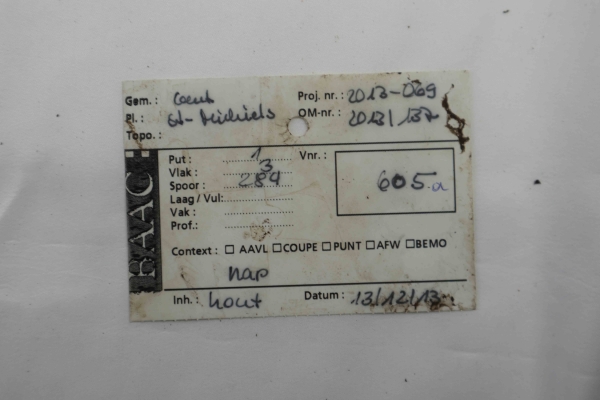 Gem.: Gent Proj. nr.: 2013-069
Pl.: St-Michiels OM-nr.: 2013/137
Topo.:
BAAC
Put: 1 Vnr.: 605a
Vlak: 3
Spoor: 284
Laag / Vul:
Vak:
Prof.:
Context: ☐ AAVL ☐COUPE ☐PUNT ☐AFW ☐BEMO
nap
Inh.: hout Datum: 13/12/13